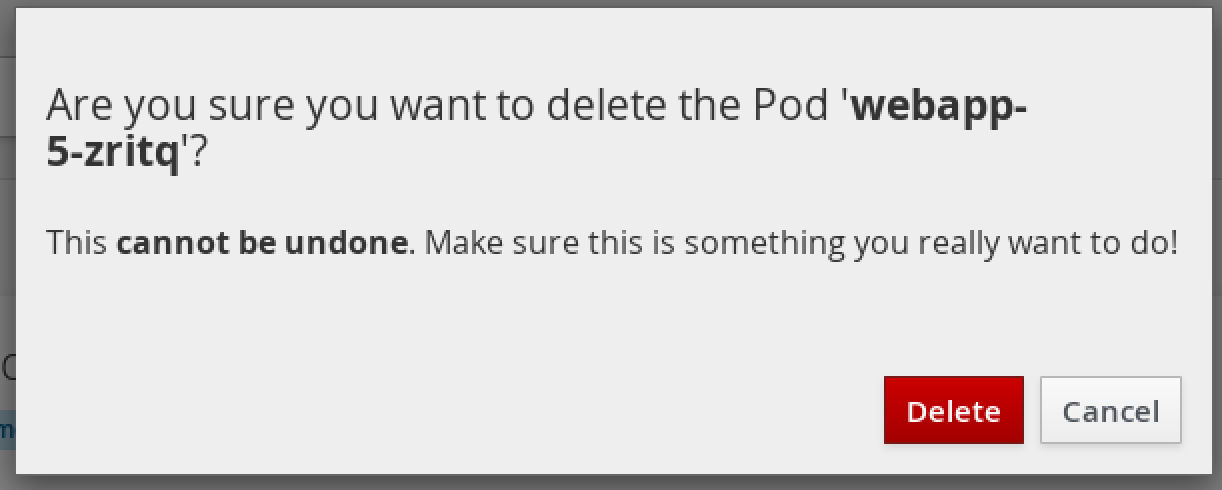 Are you sure you want to delete the Pod 'webapp-
5-zritq'?
This cannot be undone. Make sure this is something you really want to do!
Delete Cancel